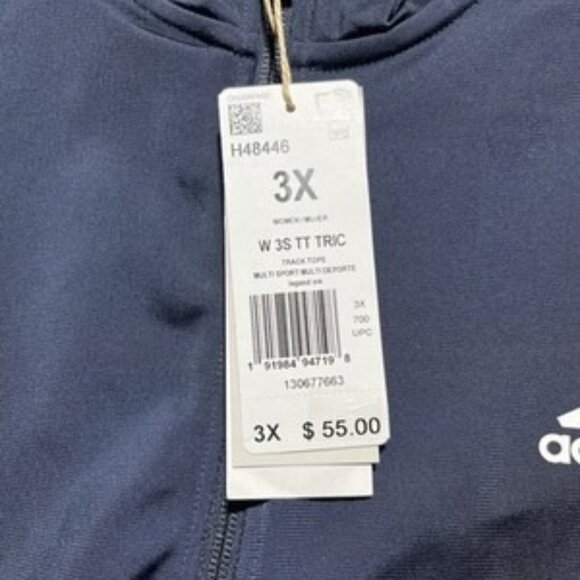 H48446
3X
WOMEN / MUJER
W 3S TT TRIC
TRACK TOPS
MULTI SPORT MULTI DEPORTE
3X
700
UPC
1 91984 94719 8
130677663
3X $ 55.00